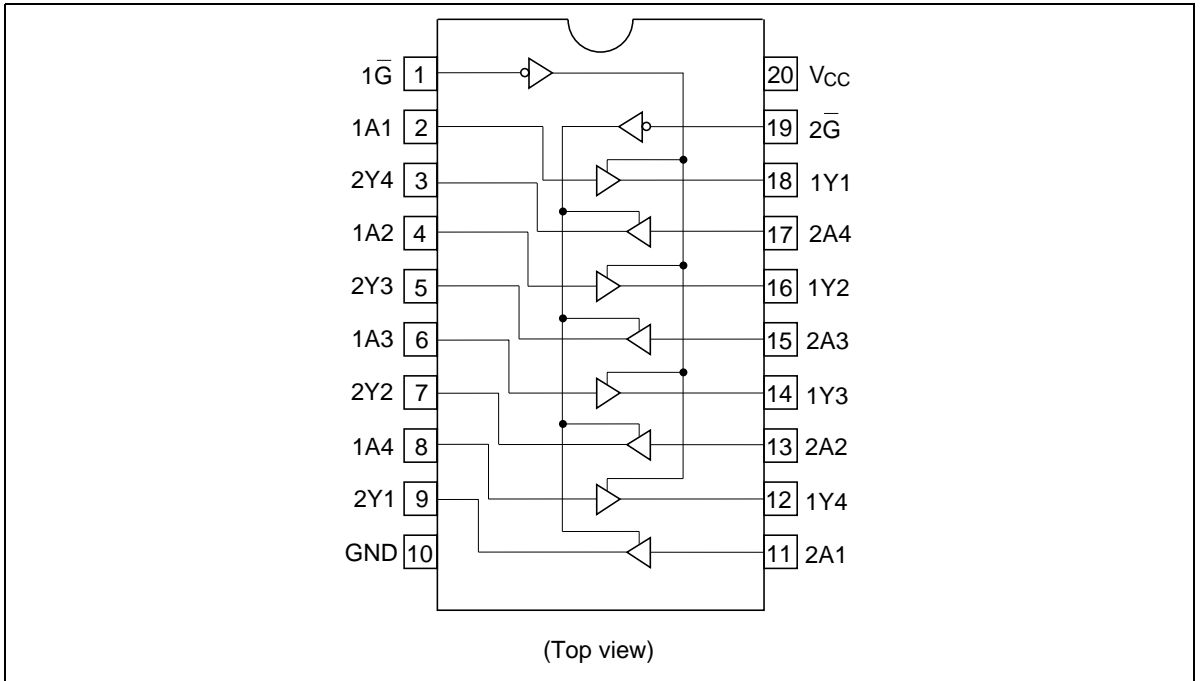 1G̅ 1
1A1 2
2Y4 3
1A2 4
2Y3 5
1A3 6
2Y2 7
1A4 8
2Y1 9
GND 10
20 VCC
19 2G̅
18 1Y1
17 2A4
16 1Y2
15 2A3
14 1Y3
13 2A2
12 1Y4
11 2A1
(Top view)